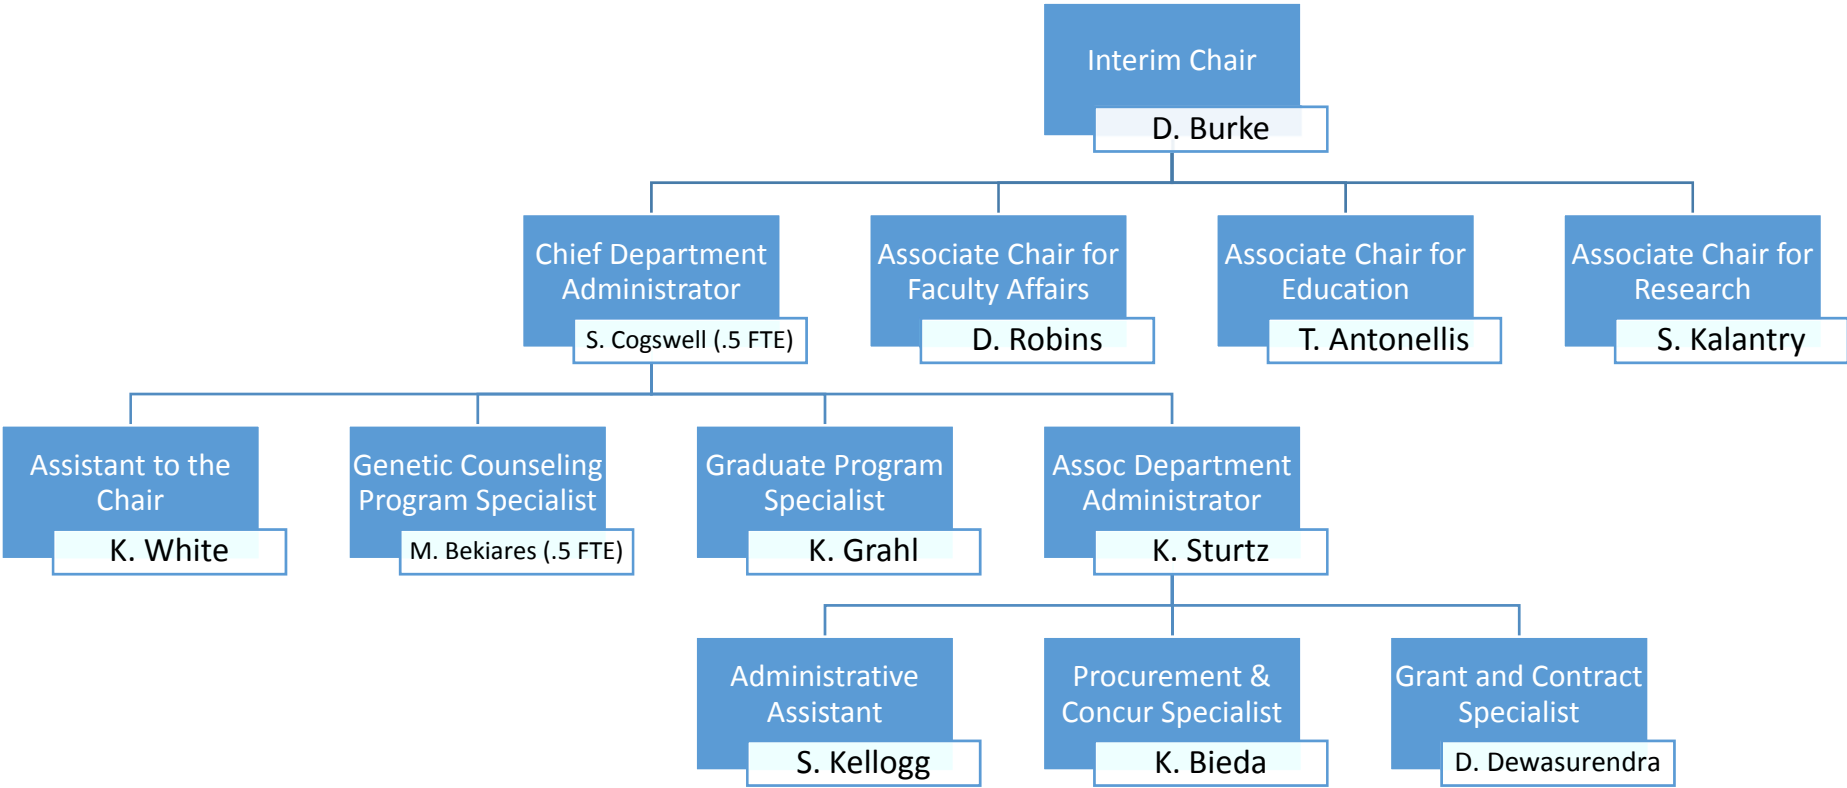 Interim Chair
D. Burke
Chief Department
Administrator
S. Cogswell (.5 FTE)
Associate Chair for
Faculty Affairs
D. Robins
Associate Chair for
Education
T. Antonellis
Associate Chair for
Research
S. Kalantry
Assistant to the
Chair
K. White
Genetic Counseling
Program Specialist
M. Bekiares (.5 FTE)
Graduate Program
Specialist
K. Grahl
Assoc Department
Administrator
K. Sturtz
Administrative
Assistant
S. Kellogg
Procurement &
Concur Specialist
K. Bieda
Grant and Contract
Specialist
D. Dewasurendra